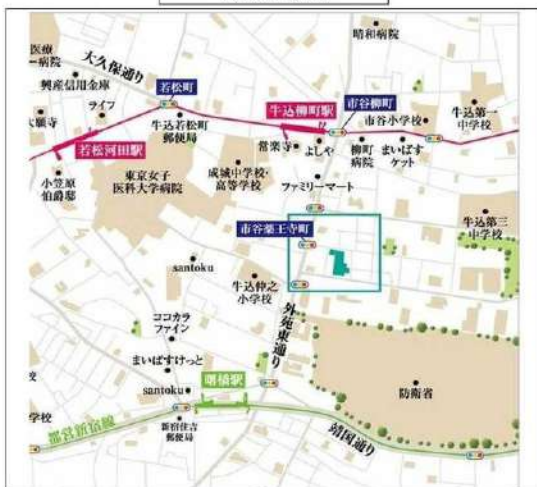 昭和病院
医療
一病院
大久保通り
興産信用金庫
若松町
ライフ
牛込柳町駅
市谷柳町
市谷小学校
牛込第一
中学校
大願寺
牛込若松町
郵便局
常楽寺
よしや
柳町
病院
まいばす
ケット
若松河田駅
小笠原
伯爵邸
東京女子
医科大学病院
成城中学校・
高等学校
ファミリーマート
市谷薬王寺町
牛込第三
中学校
santoku
牛込仲之
小学校
外苑東通り
ココカラ
ファイン
まいばすけっと
santoku
曙橋駅
防衛省
学校
都営新宿線
新宿住吉
郵便局
靖国通り